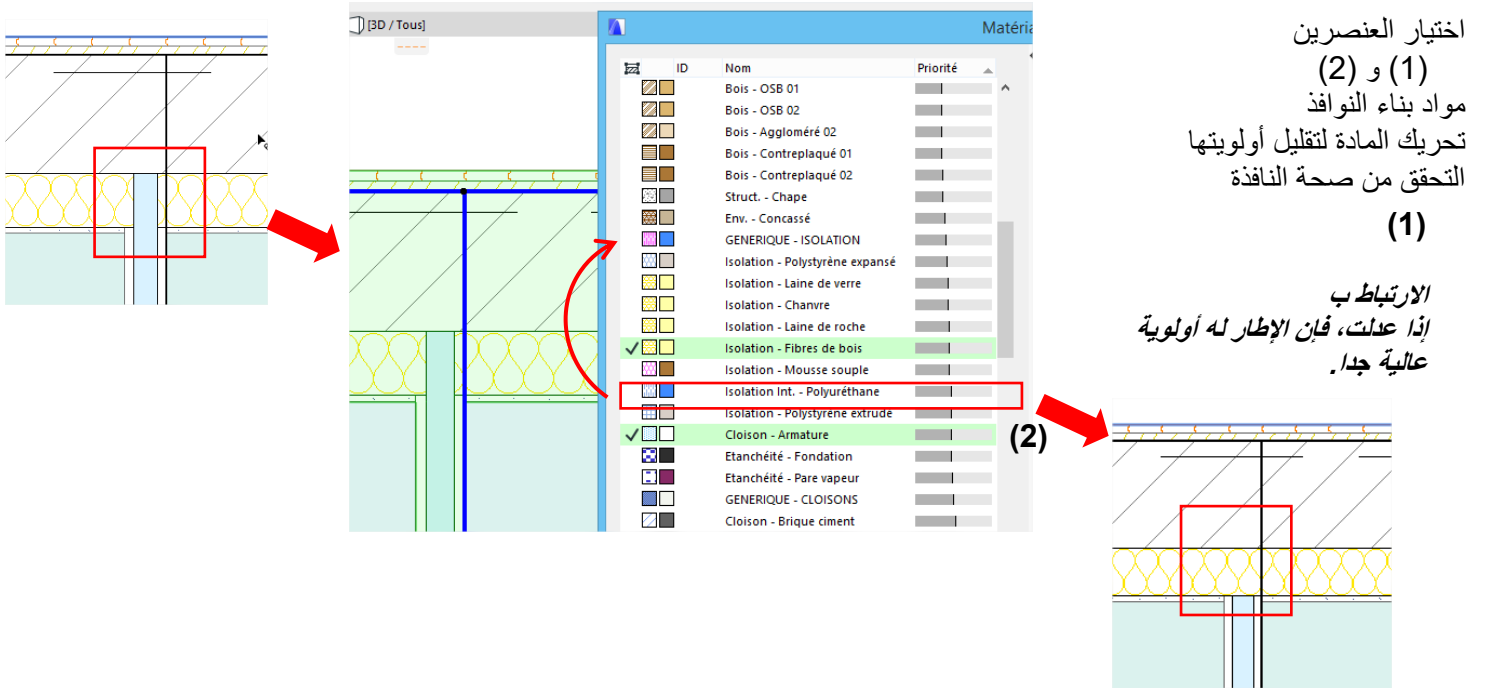 [3D / Tous]
Matéria
ID Nom Priorité
Bois - OSB 01
Bois - OSB 02
Bois - Aggloméré 02
Bois - Contreplaqué 01
Bois - Contreplaqué 02
Struct. - Chape
Env. - Concassé
GENERIQUE - ISOLATION
Isolation - Polystyrène expansé
Isolation - Laine de verre
Isolation - Chanvre
Isolation - Laine de roche
Isolation - Fibres de bois
Isolation - Mousse souple
Isolation Int. - Polyuréthane
Isolation - Polystyrène extrudé
Cloison - Armature
Etanchéité - Fondation
Etanchéité - Pare vapeur
GENERIQUE - CLOISONS
Cloison - Brique ciment
(2)
اختيار العنصرين
(1) و (2)
مواد بناء النوافذ
تحريك المادة لتقليل أولويتها
التحقق من صحة النافذة
(1)
الارتباط ب
إذا عدلت، فإن الإطار له أولوية
عالية جدا.